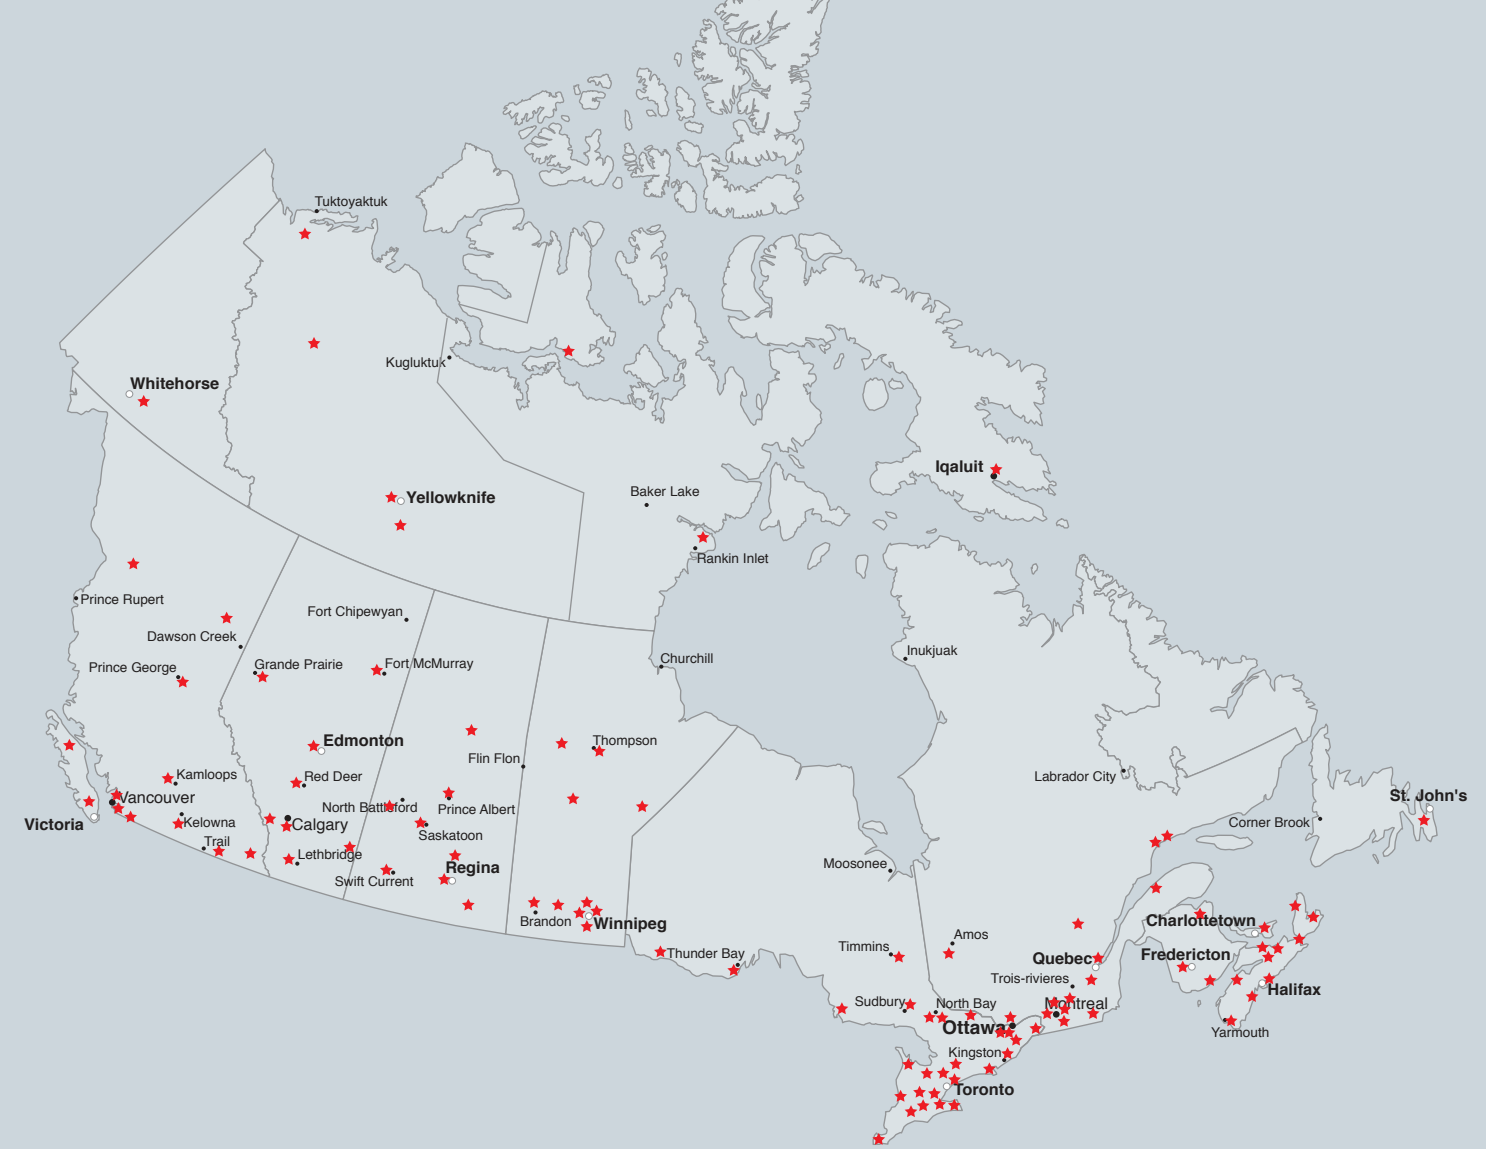 Tuktoyaktuk
Kugluktuk
Whitehorse
Iqaluit
Baker Lake
Yellowknife
Rankin Inlet
Prince Rupert
Fort Chipewyan
Dawson Creek
Inukjuak
Churchill
Prince George
Grande Prairie
Fort McMurray
Edmonton
Thompson
Flin Flon
Kamloops
Red Deer
Labrador City
Vancouver
North Battleford
Prince Albert
St. John's
Victoria
Kelowna
Calgary
Corner Brook
Saskatoon
Trail
Lethbridge
Regina
Moosonee
Swift Current
Brandon
Winnipeg
Charlottetown
Amos
Timmins
Thunder Bay
Quebec
Fredericton
Trois-rivieres
Halifax
Sudbury
North Bay
Montreal
Ottawa
Yarmouth
Kingston
Toronto